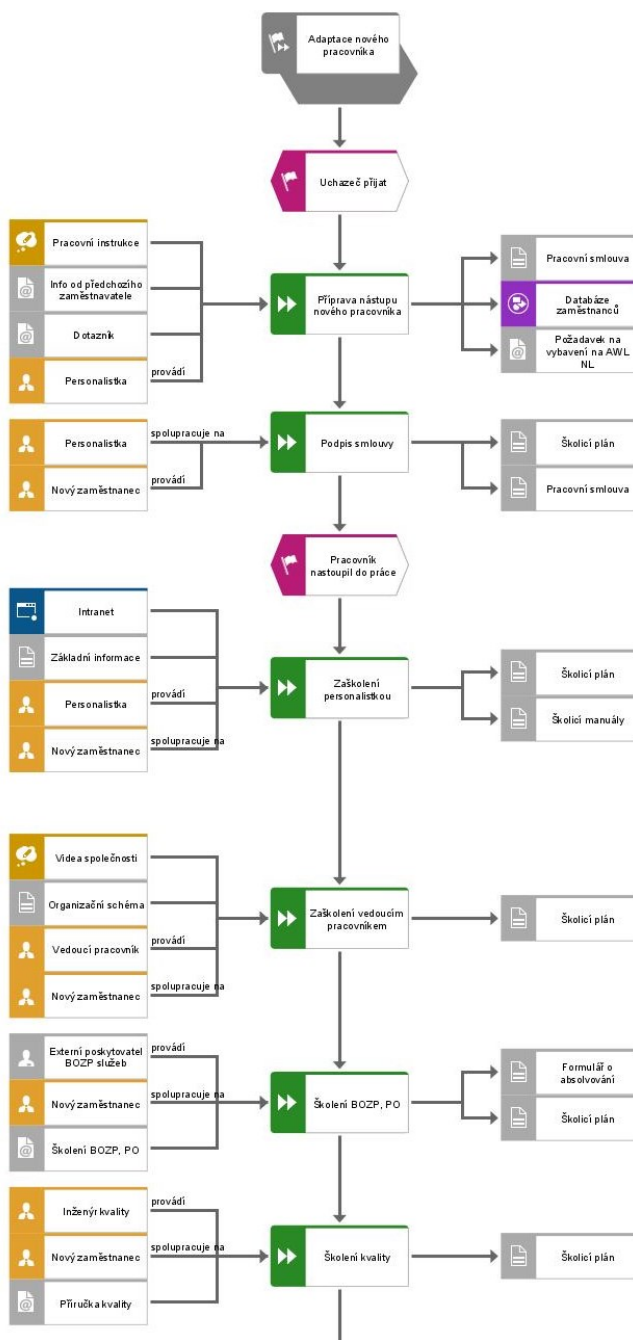 Adaptace nového
pracovníka
Uchazeč přijat
Pracovní instrukce
Info od předchozího
zaměstnavatele
Dotazník
Personalistka
provádí
Příprava nástupu
nového pracovníka
Pracovní smlouva
Databáze
zaměstnanců
Požadavek na
vybavení na AWL
NL
Personalistka
spolupracuje na
Nový zaměstnanec
provádí
Podpis smlouvy
Školicí plán
Pracovní smlouva
Pracovník
nastoupil do práce
Intranet
Základní informace
Personalistka
provádí
Nový zaměstnanec
spolupracuje na
Zaškolení
personalistkou
Školicí plán
Školicí manuály
Videa společnosti
Organizační schéma
Vedoucí pracovník
provádí
Nový zaměstnanec
spolupracuje na
Zaškolení vedoucím
pracovníkem
Školicí plán
Externí poskytovatel
BOZP služeb
provádí
Nový zaměstnanec
spolupracuje na
Školení BOZP, PO
Školení BOZP, PO
Formulář o
absolvování
Školicí plán
Inženýr kvality
provádí
Nový zaměstnanec
spolupracuje na
Příručka kvality
Školení kvality
Školicí plán